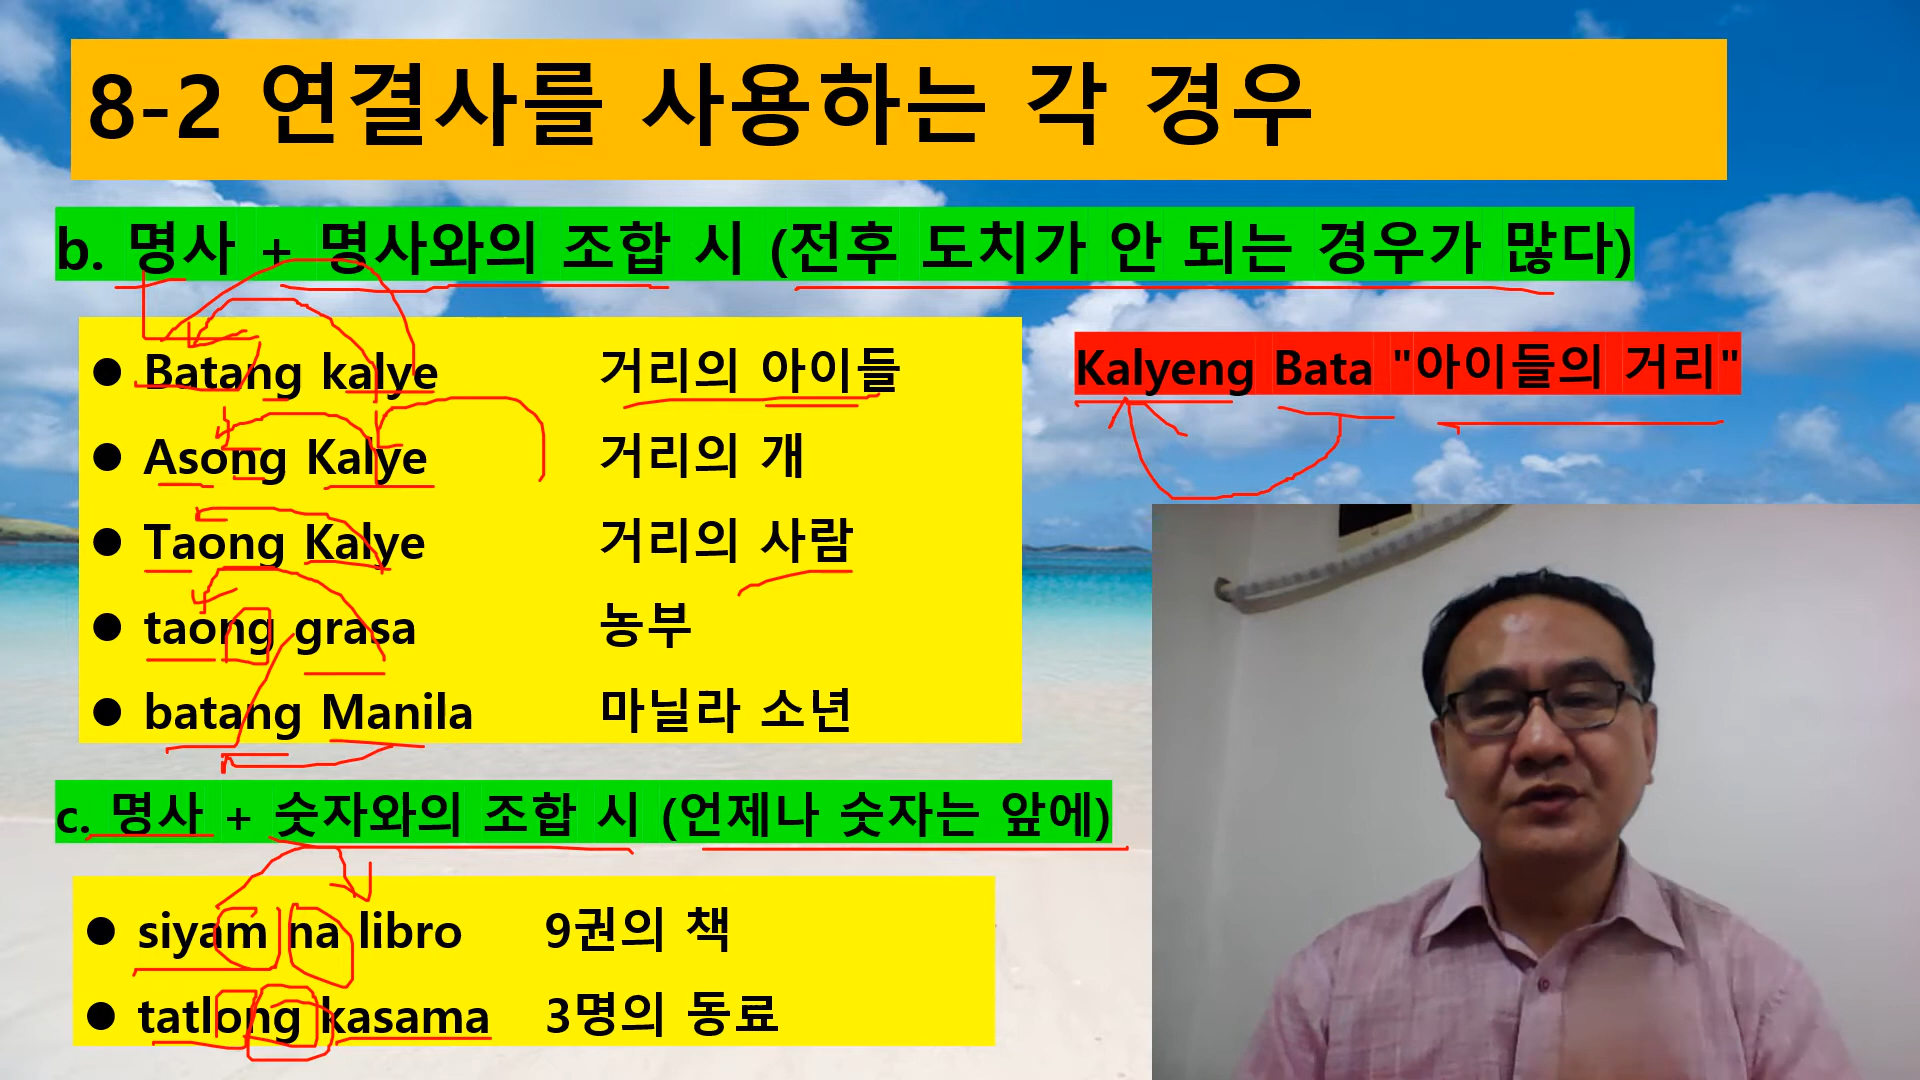 8-2 연결사를 사용하는 각 경우
b. 명사 + 명사와의 조합 시 (전후 도치가 안 되는 경우가 많다)
● Batang kalye 거리의 아이들
● Asong Kalye 거리의 개
● Taong Kalye 거리의 사람
● taong grasa 농부
● batang Manila 마닐라 소년
Kalyeng Bata "아이들의 거리"
c. 명사 + 숫자와의 조합 시 (언제나 숫자는 앞에)
● siyam na libro 9권의 책
● tatlong kasama 3명의 동료